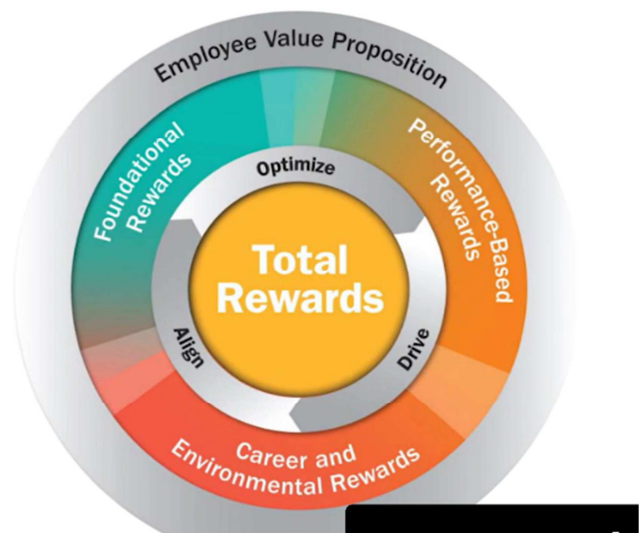 Employee Value Proposition
Foundational
Rewards
Performance-Based
Rewards
Optimize
Total
Rewards
Align
Drive
Career and
Environmental Rewards